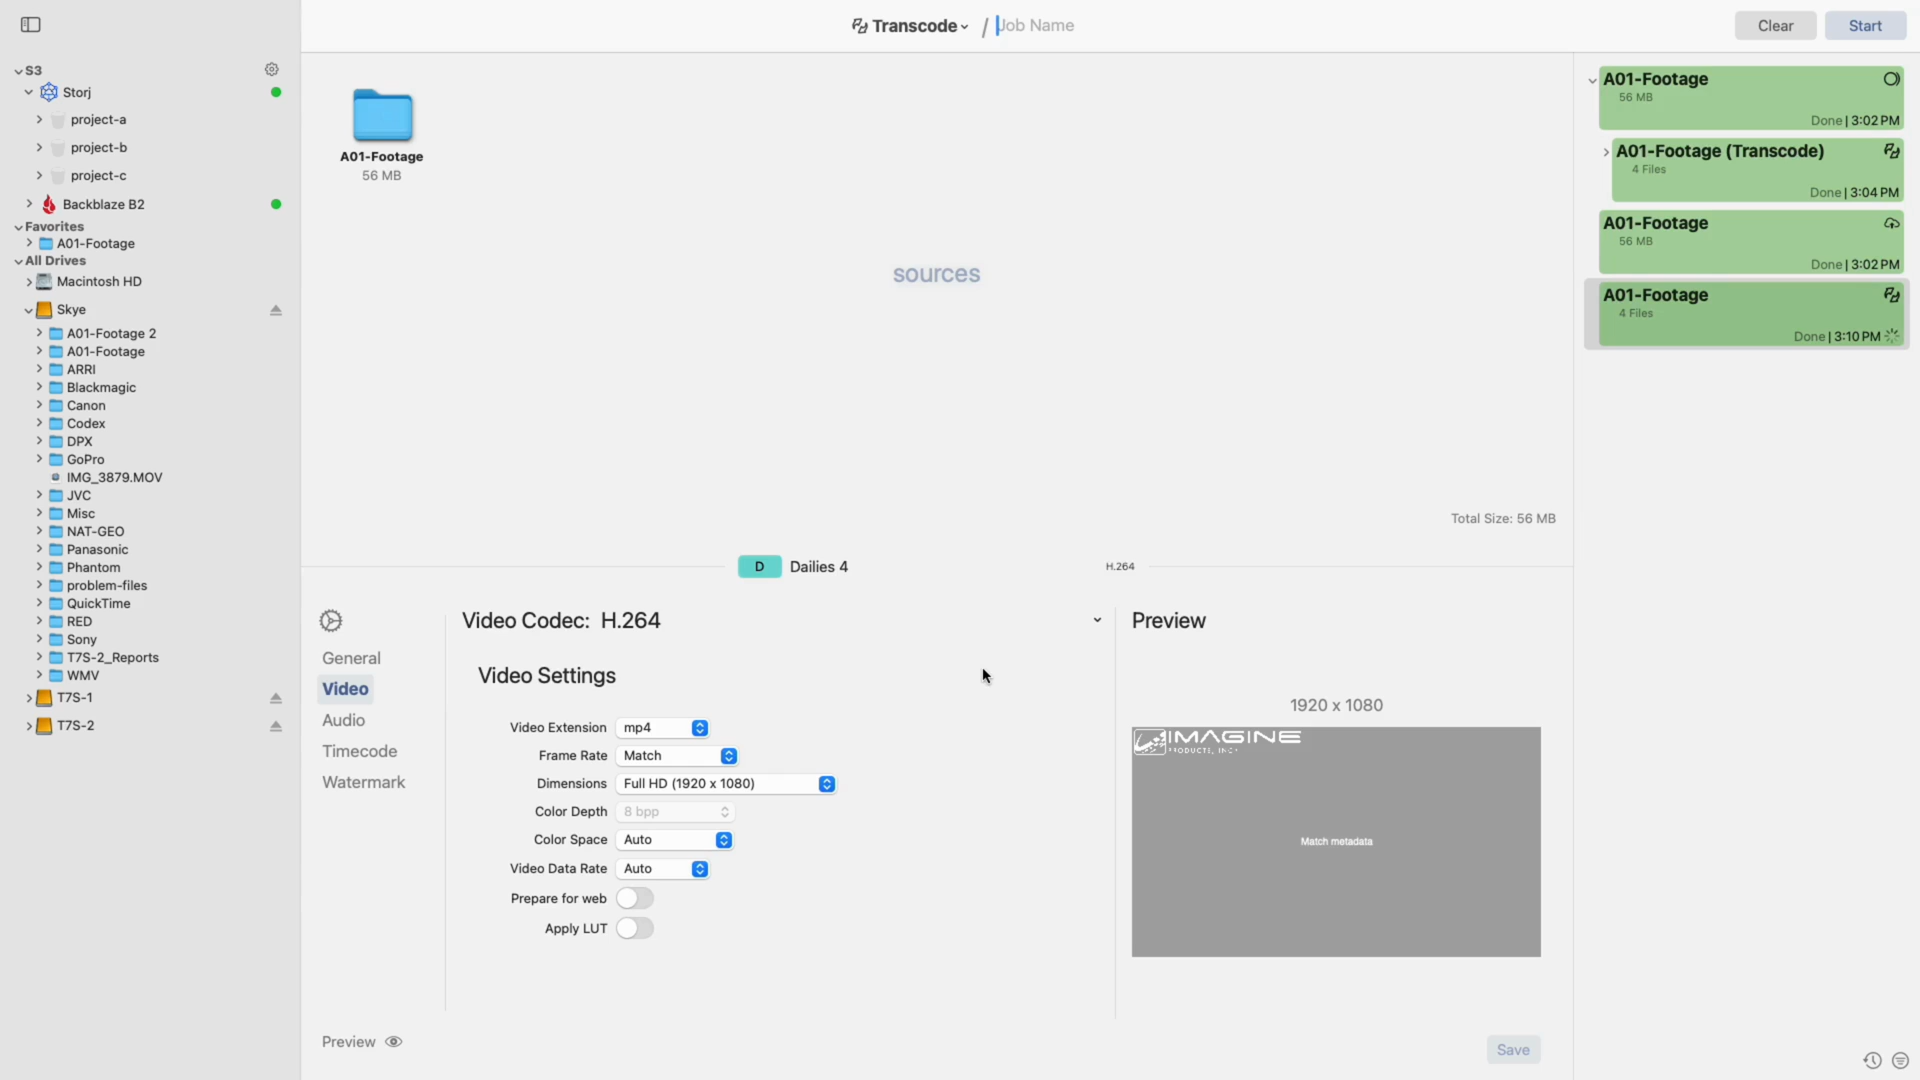 Transcode / Job Name
Clear
Start
S3
Storj
project-a
project-b
project-c
Backblaze B2
Favorites
A01-Footage
All Drives
Macintosh HD
Skye
A01-Footage 2
A01-Footage
ARRI
Blackmagic
Canon
Codex
DPX
GoPro
IMG_3879.MOV
JVC
Misc
NAT-GEO
Panasonic
Phantom
problem-files
QuickTime
RED
Sony
T7S-2_Reports
WMV
T7S-1
T7S-2
A01-Footage
56 MB
sources
Total Size: 56 MB
D Dailies 4
H.264
General
Video
Audio
Timecode
Watermark
Preview
Video Codec: H.264
Video Settings
Video Extension mp4
Frame Rate Match
Dimensions Full HD (1920 x 1080)
Color Depth 8 bpp
Color Space Auto
Video Data Rate Auto
Prepare for web
Apply LUT
Preview
1920 x 1080
IMAGINE
PRODUCTS, INC
Match metadata
Save
A01-Footage
56 MB
Done | 3:02 PM
A01-Footage (Transcode)
4 Files
Done | 3:04 PM
A01-Footage
56 MB
Done | 3:02 PM
A01-Footage
4 Files
Done | 3:10 PM